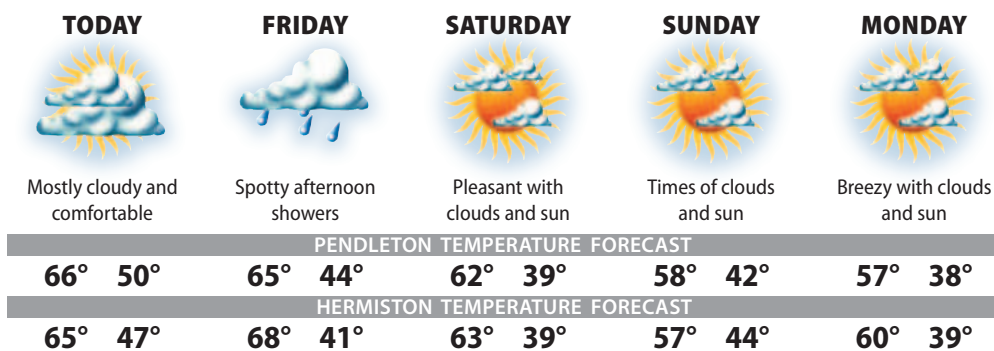 TODAY FRIDAY SATURDAY SUNDAY MONDAY
Mostly cloudy and Spotty afternoon Pleasant with Times of clouds Breezy with clouds
comfortable showers clouds and sun and sun and sun
PENDLETON TEMPERATURE FORECAST
66° 50° 65° 44° 62° 39° 58° 42° 57° 38°
HERMISTON TEMPERATURE FORECAST
65° 47° 68° 41° 63° 39° 57° 44° 60° 39°